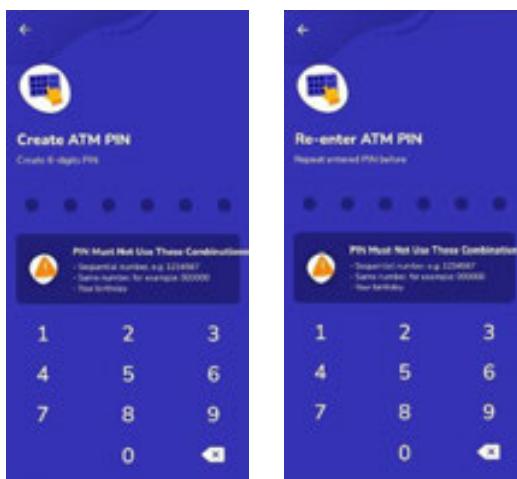 Create ATM PIN
Create 6-digits PIN
PIN Must Not Use These Combinations
- Sequential number, e.g. 1234567
- Same number, for example: 000000
- Your birthday
1 2 3
4 5 6
7 8 9
0
Re-enter ATM PIN
Repeat entered PIN before
PIN Must Not Use These Combination
- Sequential number, e.g. 1234567
- Same number, for example: 000000
- Your birthday
1 2 3
4 5 6
7 8 9
0